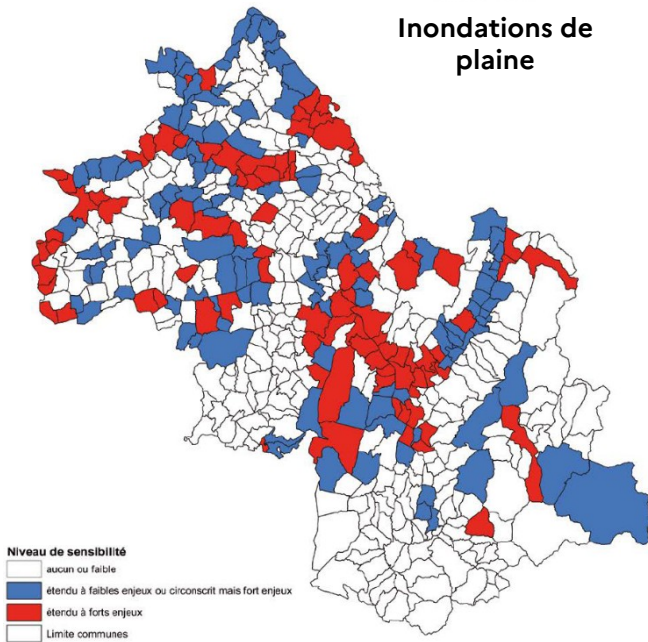 Inondations de
plaine
Niveau de sensibilité
aucun ou faible
étendu à faibles enjeux ou circonscrit mais fort enjeux
étendu à forts enjeux
Limite communes